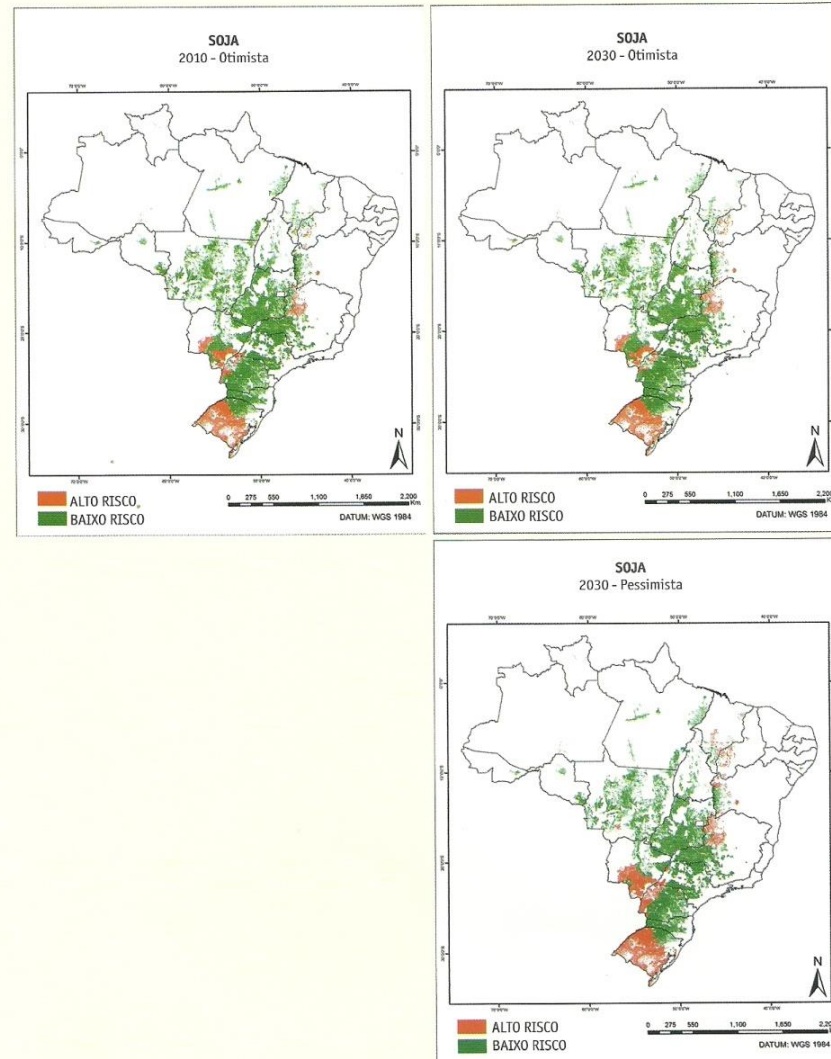 SOJA
2010 - Otimista
ALTO RISCO
BAIXO RISCO
N
0 275 550 1,100 1,650 2,200
Km
DATUM: WGS 1984
SOJA
2030 - Otimista
ALTO RISCO
BAIXO RISCO
N
0 275 550 1,100 1,650
DATUM: WGS 1984
SOJA
2030 - Pessimista
ALTO RISCO
BAIXO RISCO
N
0 275 550 1,100 1,650
DATUM: WGS 1984